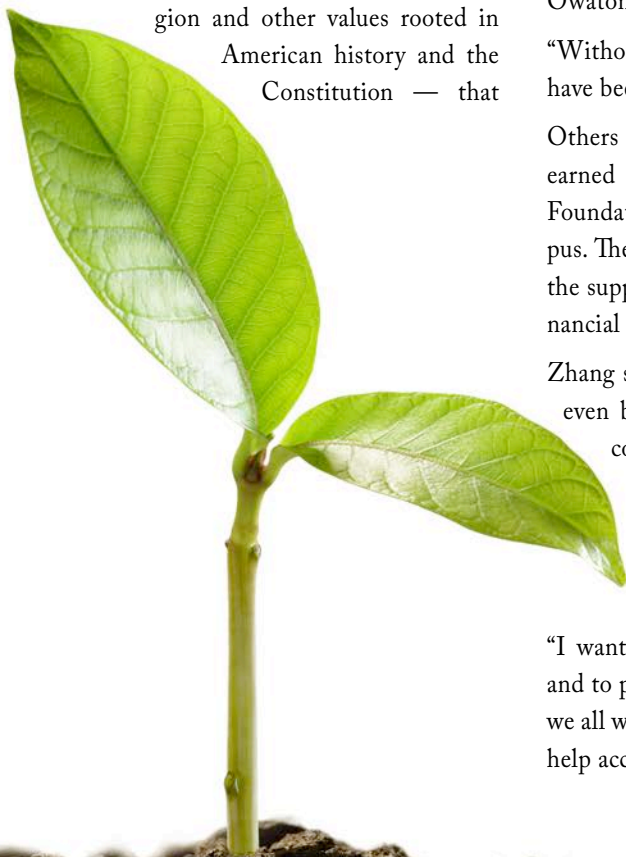 gion and other values rooted in
American history and the
Constitution — that
Owaton
“Witho
have bee
Others
earned
Founda
pus. The
the supp
nancial
Zhang s
even b
co
“I want
and to p
we all w
help acc